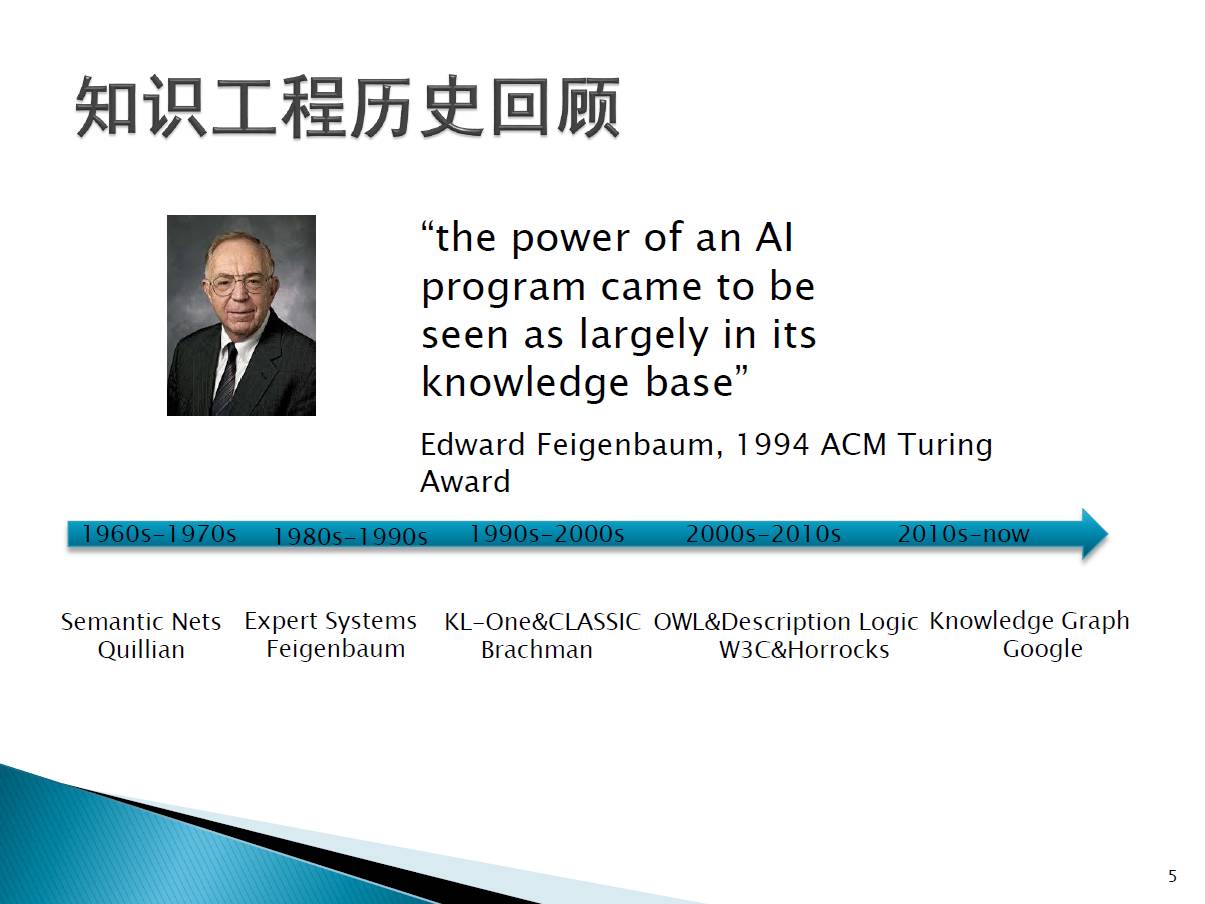 知识工程历史回顾
“the power of an AI
program came to be
seen as largely in its
knowledge base”
Edward Feigenbaum, 1994 ACM Turing
Award
1960s-1970s 1980s-1990s 1990s-2000s 2000s-2010s 2010s-now
Semantic Nets Expert Systems KL-One&CLASSIC OWL&Description Logic Knowledge Graph
Quillian Feigenbaum Brachman W3C&Horrocks Google
5